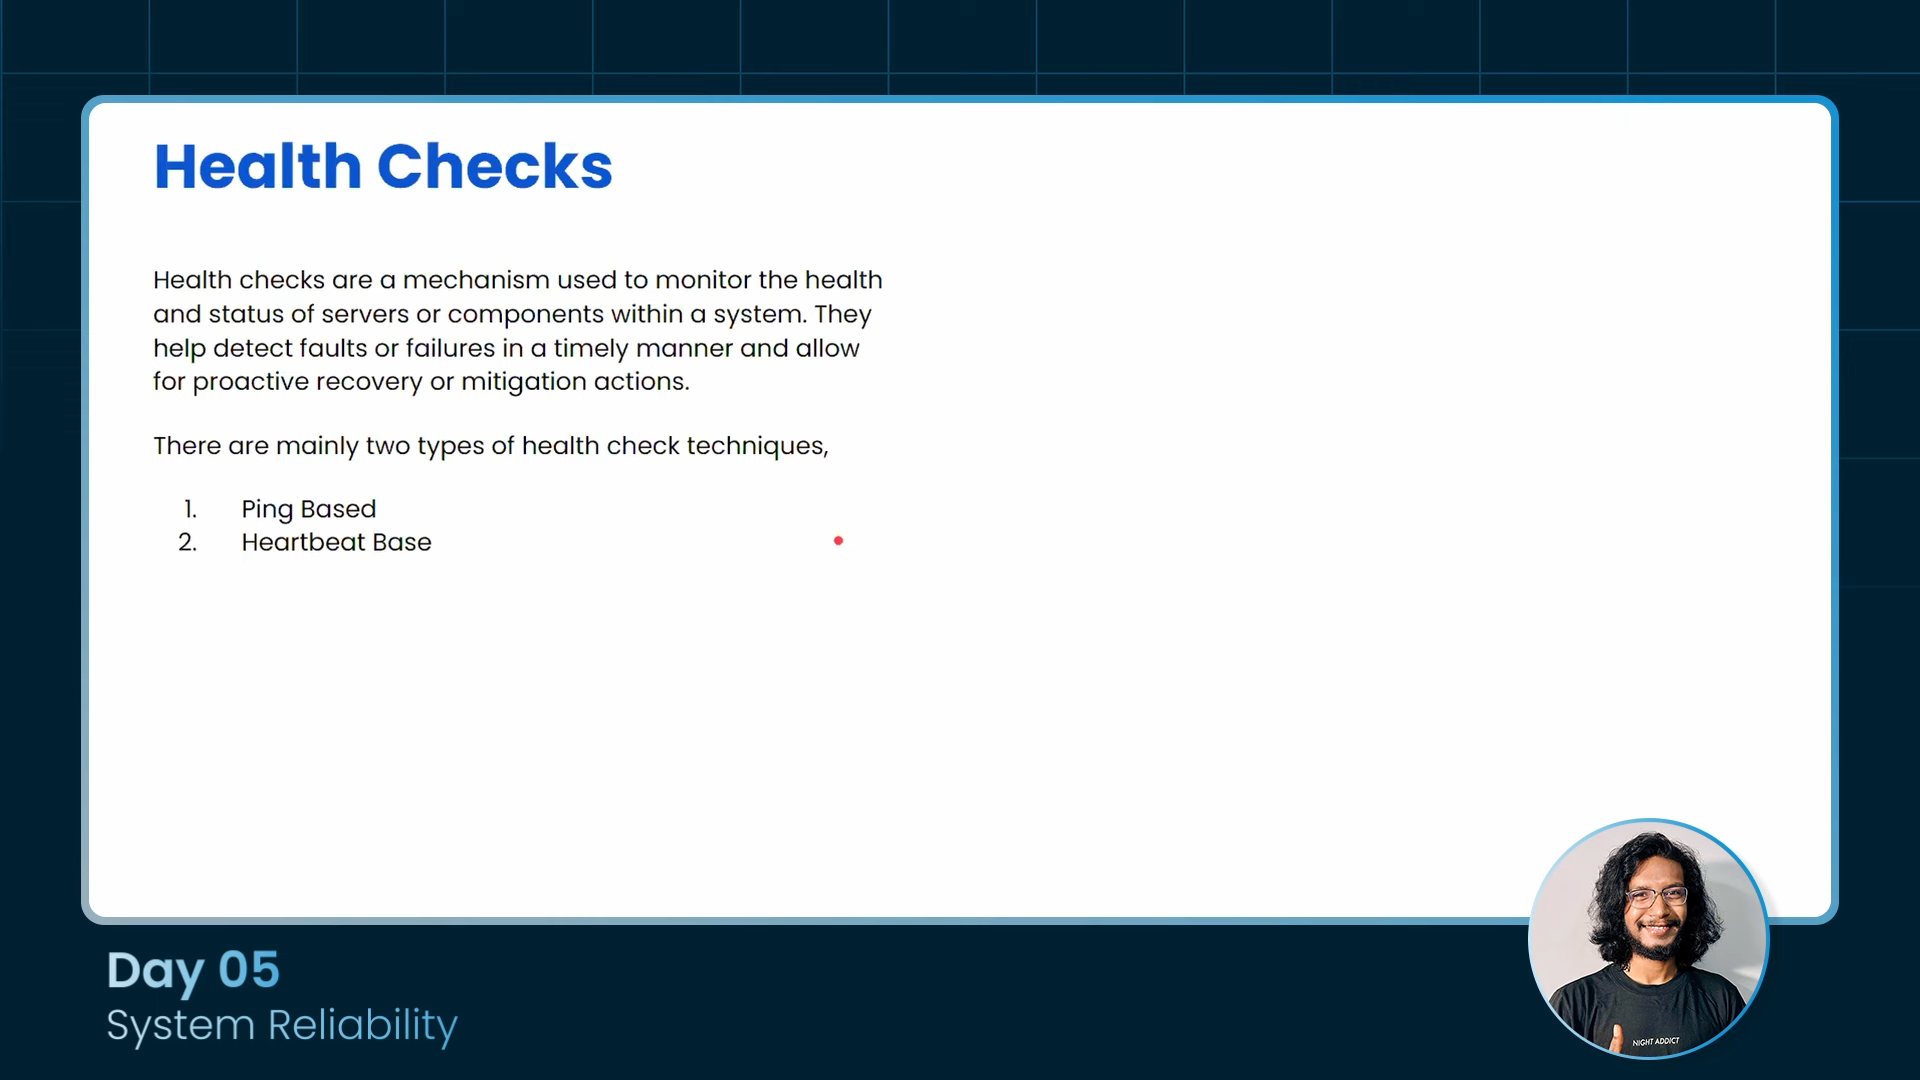 Health Checks
Health checks are a mechanism used to monitor the health
and status of servers or components within a system. They
help detect faults or failures in a timely manner and allow
for proactive recovery or mitigation actions.
There are mainly two types of health check techniques,
1. Ping Based
2. Heartbeat Base
Day 05
System Reliability
NIGHT ADDICT